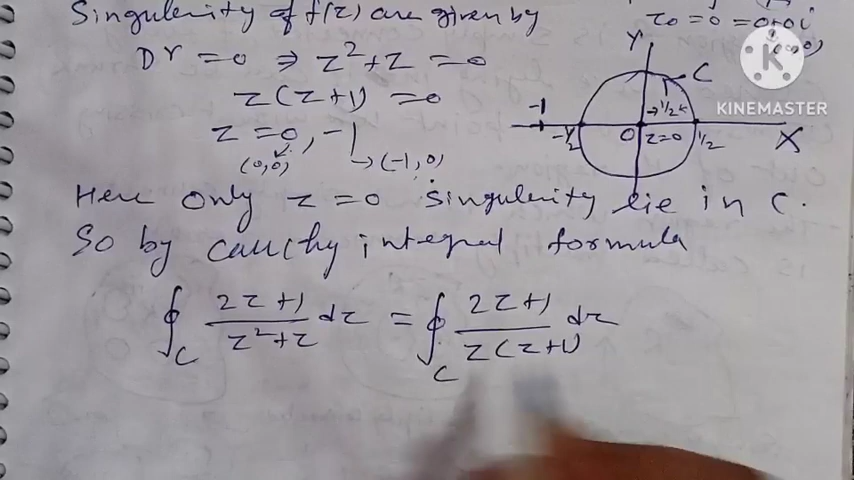 Singularity of f(z) are given by
z0=0 =0+0i
(0,0)
Dr =0 ⇒ z²+z =0
z(z+1) =0
z =0, -1
(0,0) → (-1,0)
Y
C
-1
→ 1/2
-1/2
O
z=0
1/2
X
KINEMASTER
Here only z=0 singularity lie in C.
So by cauchy integral formula
∮C (2z+1)/(z²+z) dz = ∮C (2z+1)/(z(z+1)) dz